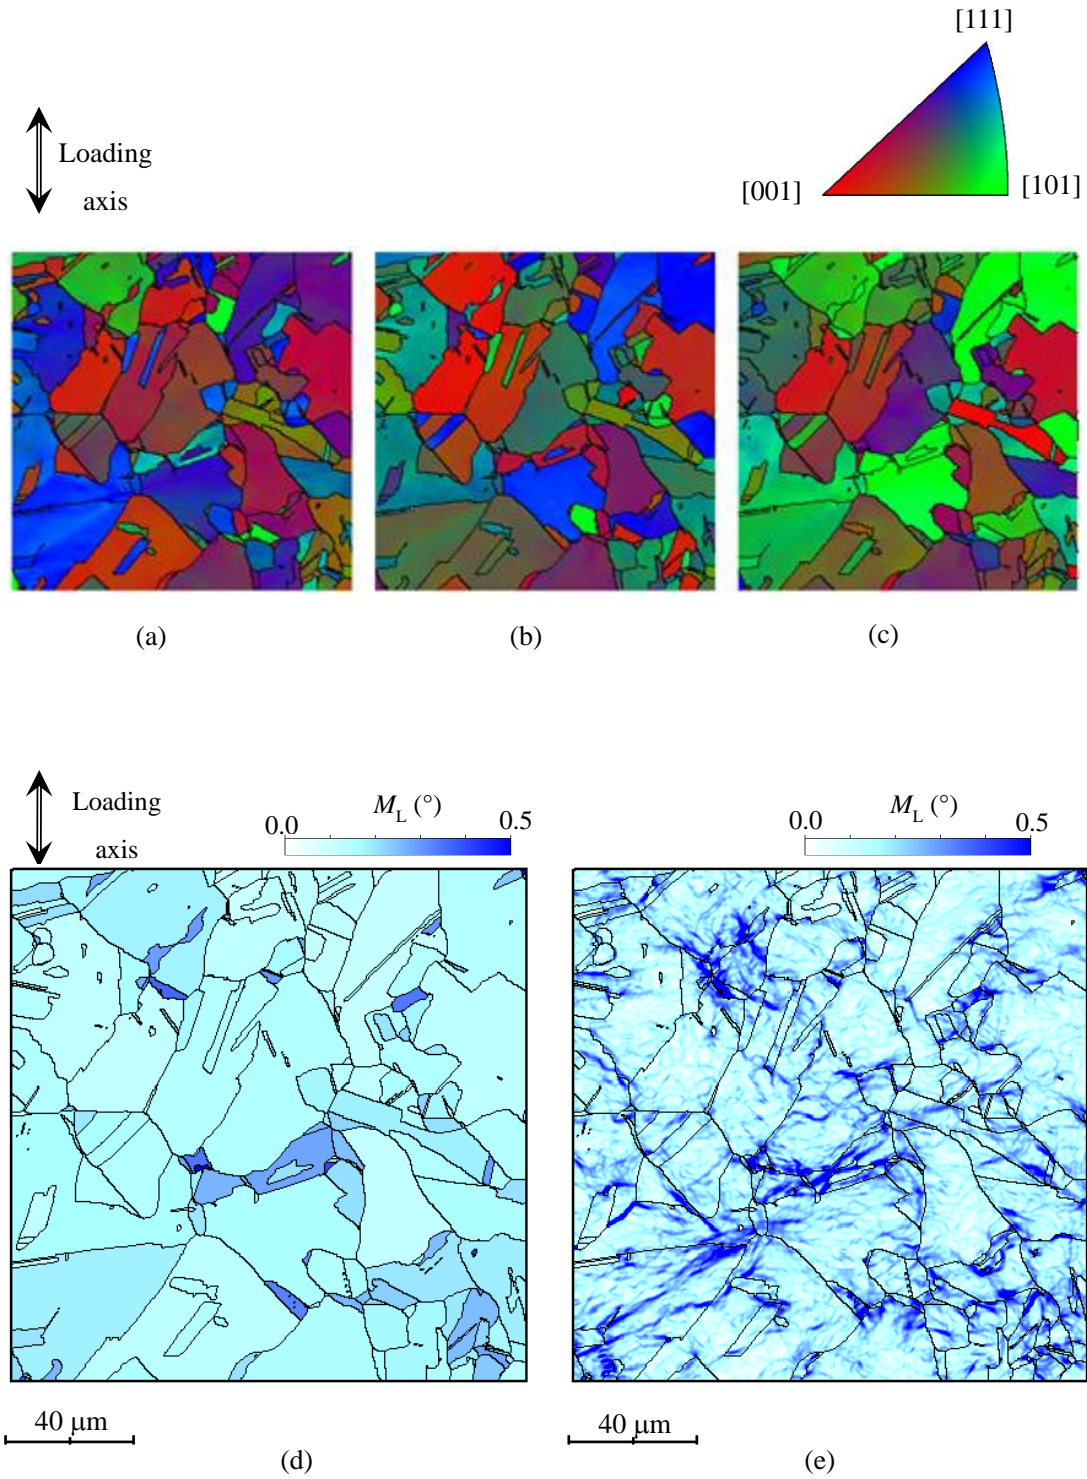 [111]
Loading
axis
[001]
[101]
(a)
(b)
(c)
Loading
axis
M_L (°)
0.0
0.5
M_L (°)
0.0
0.5
40 μm
(d)
40 μm
(e)